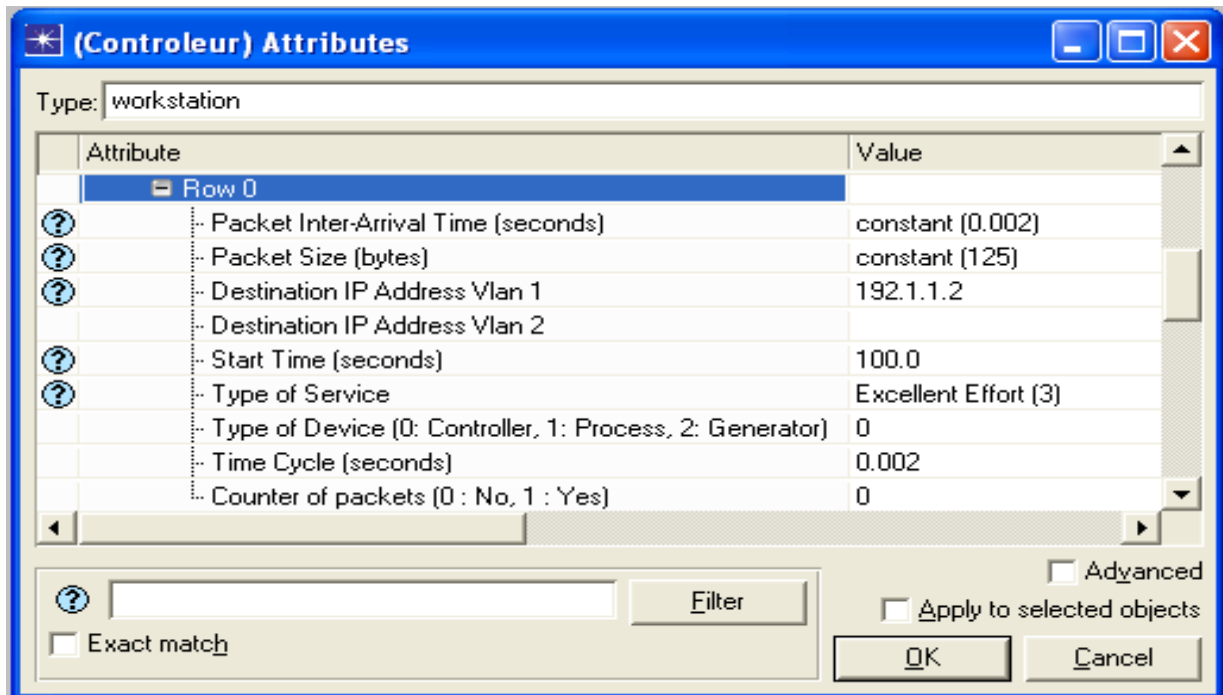 (Controleur) Attributes
Type: workstation
Attribute Value
Row 0
Packet Inter-Arrival Time (seconds) constant (0.002)
Packet Size (bytes) constant (125)
Destination IP Address Vlan 1 192.1.1.2
Destination IP Address Vlan 2
Start Time (seconds) 100.0
Type of Service Excellent Effort (3)
Type of Device (0: Controller, 1: Process, 2: Generator) 0
Time Cycle (seconds) 0.002
Counter of packets (0 : No, 1 : Yes) 0
Advanced
Filter
Apply to selected objects
Exact match
OK Cancel